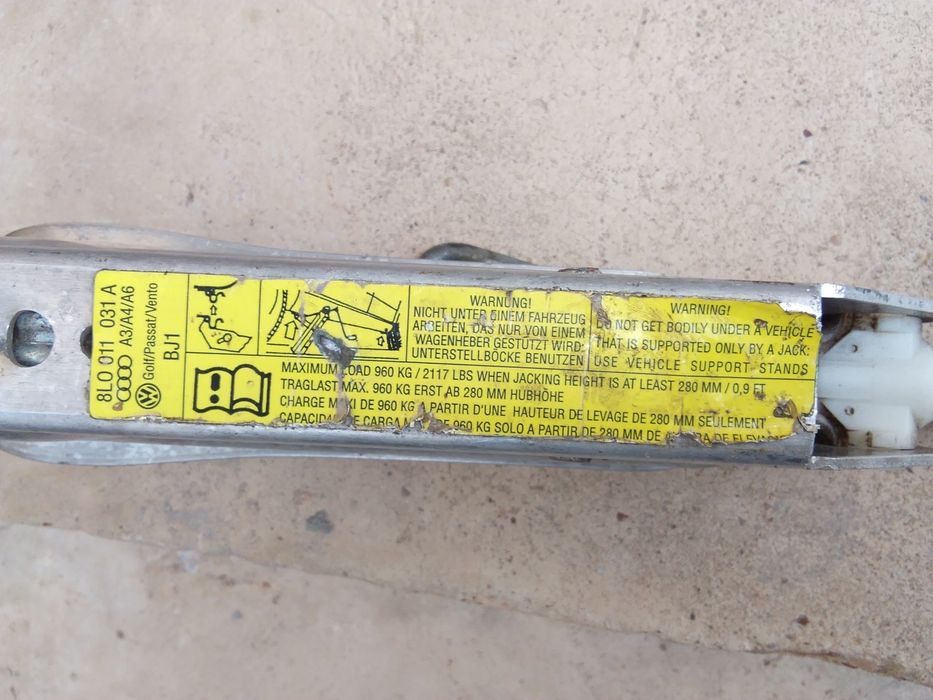 8L0 011 031 A
A3/A4/A6
Golf/Passat/Vento
BJ1
WARNUNG!
NICHT UNTER EINEM FAHRZEUG
ARBEITEN, DAS NUR VON EINEM
WAGENHEBER GESTÜTZT WIRD:
UNTERSTELLBÖCKE BENUTZEN
WARNING!
DO NOT GET BODILY UNDER A VEHICLE
THAT IS SUPPORTED ONLY BY A JACK:
USE VEHICLE SUPPORT STANDS
MAXIMUM LOAD 960 KG / 2117 LBS WHEN JACKING HEIGHT IS AT LEAST 280 MM / 0,9 FT
TRAGLAST MAX. 960 KG ERST AB 280 MM HUBHÖHE
CHARGE MAXI DE 960 KG A PARTIR D'UNE HAUTEUR DE LEVAGE DE 280 MM SEULEMENT
CARGA 960 KG SOLO A PARTIR DE 280 MM DE